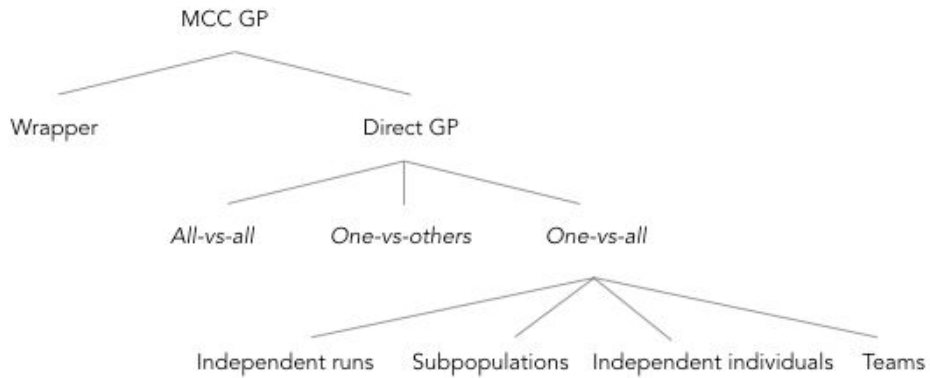 MCC GP
Wrapper Direct GP
All-vs-all One-vs-others One-vs-all
Independent runs Subpopulations Independent individuals Teams